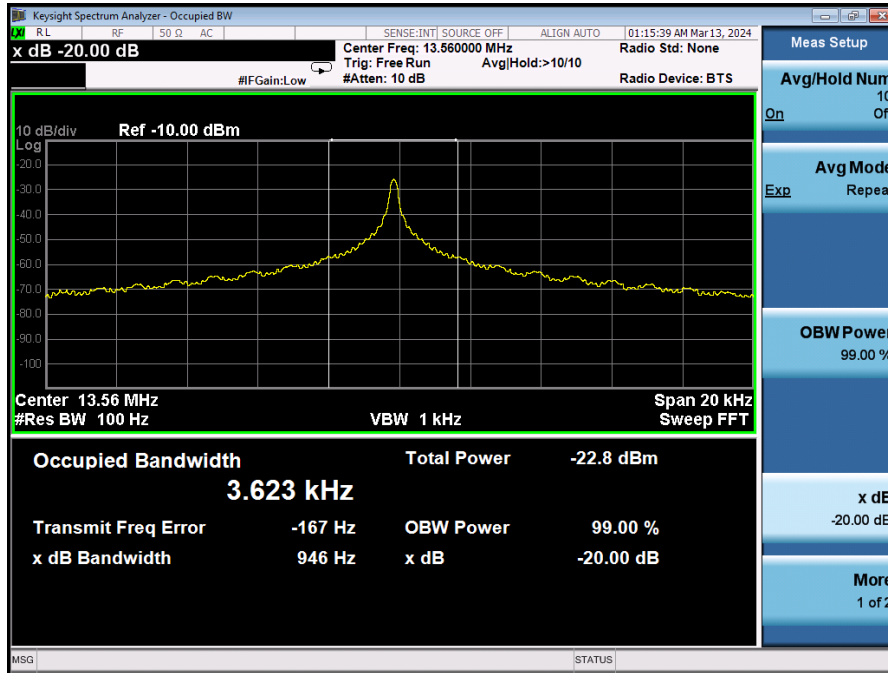 Keysight Spectrum Analyzer - Occupied BW
LXI RL RF 50 Ω AC SENSE:INT SOURCE OFF ALIGN AUTO 01:15:39 AM Mar 13, 2024
x dB -20.00 dB
Center Freq: 13.560000 MHz
Radio Std: None
Trig: Free Run Avg|Hold:>10/10
#IFGain:Low #Atten: 10 dB Radio Device: BTS
10 dB/div Ref -10.00 dBm
Log
-20.0
-30.0
-40.0
-50.0
-60.0
-70.0
-80.0
-90.0
-100
Center 13.56 MHz Span 20 kHz
#Res BW 100 Hz VBW 1 kHz Sweep FFT
Occupied Bandwidth Total Power -22.8 dBm
3.623 kHz
Transmit Freq Error -167 Hz OBW Power 99.00 %
x dB Bandwidth 946 Hz x dB -20.00 dB
MSG STATUS
Meas Setup
Avg/Hold Num
10
On Of
Avg Mode
Exp Repea
OBW Power
99.00 %
x dB
-20.00 dB
More
1 of 2